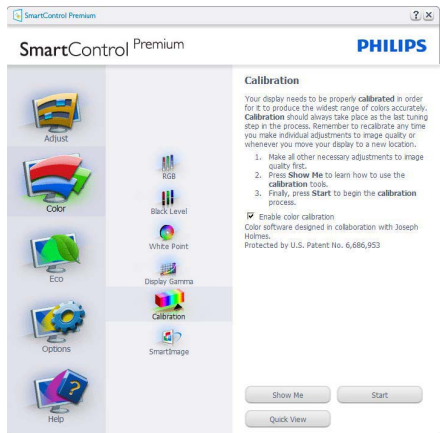 SmartControl Premium
SmartControl Premium
PHILIPS
Adjust
Color
Eco
Options
Help
RGB
Black Level
White Point
Display Gamma
Calibration
SmartImage
Calibration
Your display needs to be properly calibrated in order
for it to produce the widest range of colors accurately.
Calibration should always take place as the last tuning
step in the process. Remember to recalibrate any time
you make individual adjustments to image quality or
whenever you move your display to a new location.
1. Make all other necessary adjustments to image
quality first.
2. Press Show Me to learn how to use the
calibration tools.
3. Finally, press Start to begin the calibration
process.
Enable color calibration
Color software designed in collaboration with Joseph
Holmes.
Protected by U.S. Patent No. 6,686,953
Show Me
Start
Quick View